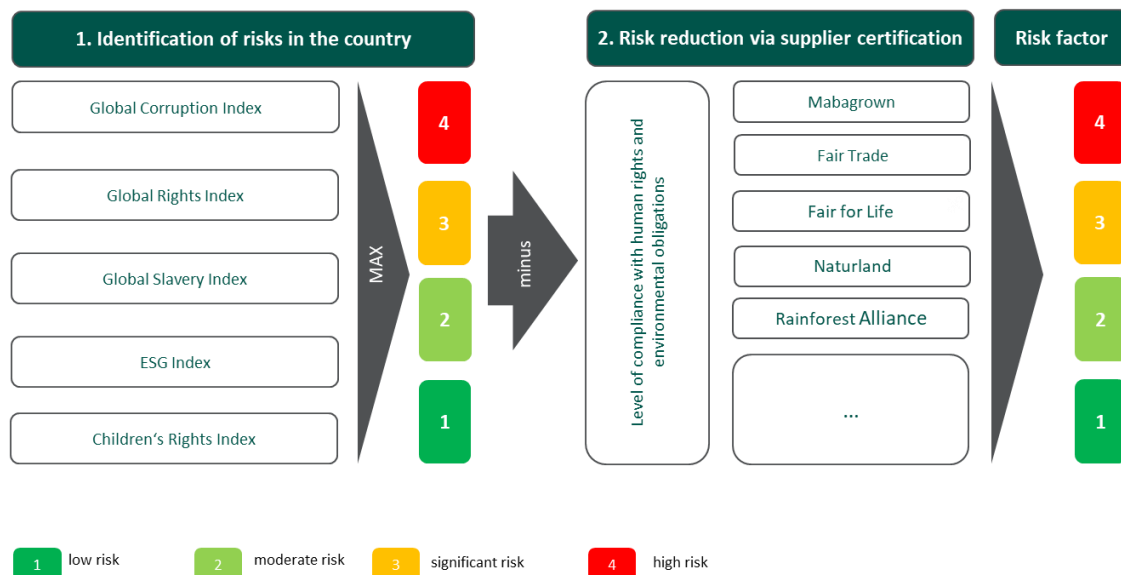 1. Identification of risks in the country
2. Risk reduction via supplier certification
Risk factor
Global Corruption Index
Global Rights Index
Global Slavery Index
ESG Index
Children‘s Rights Index
MAX
4
3
2
1
minus
Level of compliance with human rights and
environmental obligations
Mabagrown
Fair Trade
Fair for Life
Naturland
Rainforest Alliance
...
4
3
2
1
1 low risk
2 moderate risk
3 significant risk
4 high risk